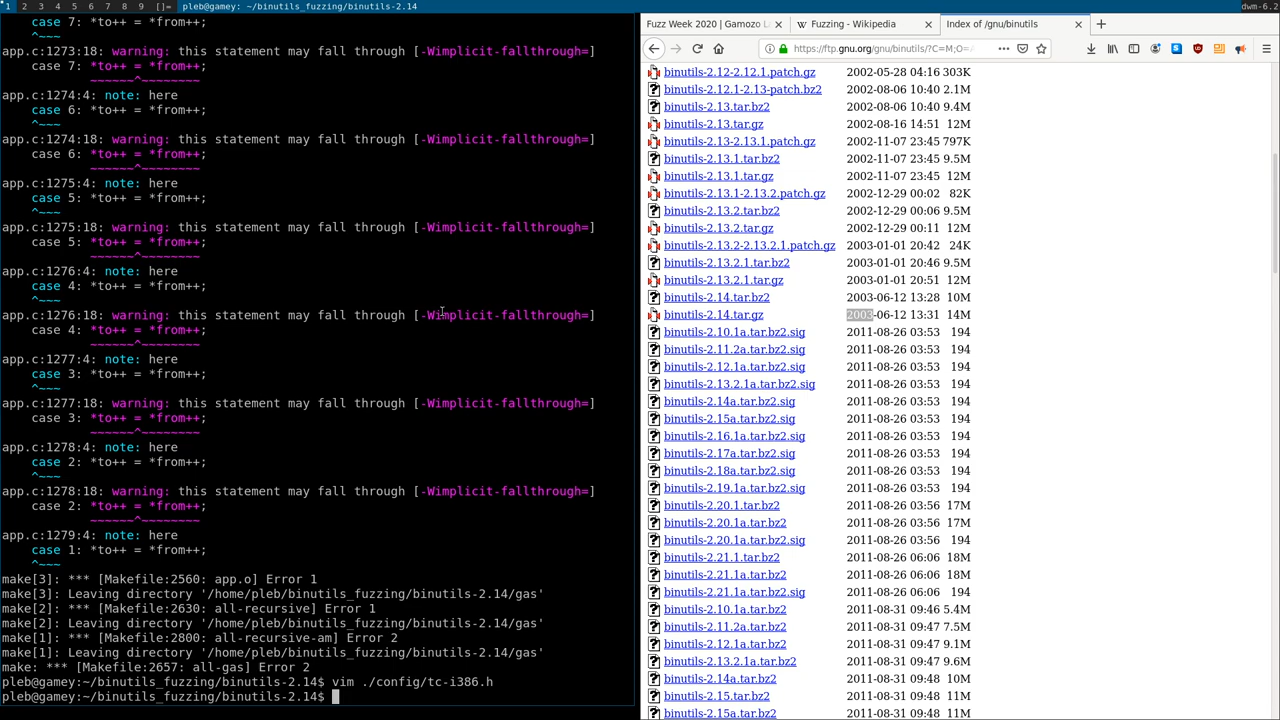 1 2 3 4 5 6 7 8 9 []= pleb@gamey: ~/binutils_fuzzing/binutils-2.14 dwm-6.2
case 7: *to++ = *from++;
^~~~
app.c:1273:18: warning: this statement may fall through [-Wimplicit-fallthrough=]
case 7: *to++ = *from++;
~~~~~~^~~~~~~~~
app.c:1274:4: note: here
case 6: *to++ = *from++;
^~~~
app.c:1274:18: warning: this statement may fall through [-Wimplicit-fallthrough=]
case 6: *to++ = *from++;
~~~~~~^~~~~~~~~
app.c:1275:4: note: here
case 5: *to++ = *from++;
^~~~
app.c:1275:18: warning: this statement may fall through [-Wimplicit-fallthrough=]
case 5: *to++ = *from++;
~~~~~~^~~~~~~~~
app.c:1276:4: note: here
case 4: *to++ = *from++;
^~~~
app.c:1276:18: warning: this statement may fall through [-Wimplicit-fallthrough=]
case 4: *to++ = *from++;
~~~~~~^~~~~~~~~
app.c:1277:4: note: here
case 3: *to++ = *from++;
^~~~
app.c:1277:18: warning: this statement may fall through [-Wimplicit-fallthrough=]
case 3: *to++ = *from++;
~~~~~~^~~~~~~~~
app.c:1278:4: note: here
case 2: *to++ = *from++;
^~~~
app.c:1278:18: warning: this statement may fall through [-Wimplicit-fallthrough=]
case 2: *to++ = *from++;
~~~~~~^~~~~~~~~
app.c:1279:4: note: here
case 1: *to++ = *from++;
^~~~
make[3]: *** [Makefile:2560: app.o] Error 1
make[3]: Leaving directory '/home/pleb/binutils_fuzzing/binutils-2.14/gas'
make[2]: *** [Makefile:2630: all-recursive] Error 1
make[2]: Leaving directory '/home/pleb/binutils_fuzzing/binutils-2.14/gas'
make[1]: *** [Makefile:2800: all-recursive-am] Error 2
make[1]: Leaving directory '/home/pleb/binutils_fuzzing/binutils-2.14/gas'
make: *** [Makefile:2657: all-gas] Error 2
pleb@gamey:~/binutils_fuzzing/binutils-2.14$ vim ./config/tc-i386.h
pleb@gamey:~/binutils_fuzzing/binutils-2.14$
Fuzz Week 2020 | Gamozo L
Fuzzing - Wikipedia
Index of /gnu/binutils
https://ftp.gnu.org/gnu/binutils/?C=M;O=
binutils-2.12-2.12.1.patch.gz 2002-05-28 04:16 303K
binutils-2.12.1-2.13-patch.bz2 2002-08-06 10:40 2.1M
binutils-2.13.tar.bz2 2002-08-06 10:40 9.4M
binutils-2.13.tar.gz 2002-08-16 14:51 12M
binutils-2.13-2.13.1.patch.gz 2002-11-07 23:45 797K
binutils-2.13.1.tar.bz2 2002-11-07 23:45 9.5M
binutils-2.13.1.tar.gz 2002-11-07 23:45 12M
binutils-2.13.1-2.13.2.patch.gz 2002-12-29 00:02 82K
binutils-2.13.2.tar.bz2 2002-12-29 00:06 9.5M
binutils-2.13.2.tar.gz 2002-12-29 00:11 12M
binutils-2.13.2-2.13.2.1.patch.gz 2003-01-01 20:42 24K
binutils-2.13.2.1.tar.bz2 2003-01-01 20:46 9.5M
binutils-2.13.2.1.tar.gz 2003-01-01 20:51 12M
binutils-2.14.tar.bz2 2003-06-12 13:28 10M
binutils-2.14.tar.gz 2003-06-12 13:31 14M
binutils-2.10.1a.tar.bz2.sig 2011-08-26 03:53 194
binutils-2.11.2a.tar.bz2.sig 2011-08-26 03:53 194
binutils-2.12.1a.tar.bz2.sig 2011-08-26 03:53 194
binutils-2.13.2.1a.tar.bz2.sig 2011-08-26 03:53 194
binutils-2.14a.tar.bz2.sig 2011-08-26 03:53 194
binutils-2.15a.tar.bz2.sig 2011-08-26 03:53 194
binutils-2.16.1a.tar.bz2.sig 2011-08-26 03:53 194
binutils-2.17a.tar.bz2.sig 2011-08-26 03:53 194
binutils-2.18a.tar.bz2.sig 2011-08-26 03:53 194
binutils-2.19.1a.tar.bz2.sig 2011-08-26 03:53 194
binutils-2.20.1.tar.bz2 2011-08-26 03:56 17M
binutils-2.20.1a.tar.bz2 2011-08-26 03:56 17M
binutils-2.20.1a.tar.bz2.sig 2011-08-26 03:56 194
binutils-2.21.1.tar.bz2 2011-08-26 06:06 18M
binutils-2.21.1a.tar.bz2 2011-08-26 06:06 18M
binutils-2.21.1a.tar.bz2.sig 2011-08-26 06:06 194
binutils-2.10.1a.tar.bz2 2011-08-31 09:46 5.4M
binutils-2.11.2a.tar.bz2 2011-08-31 09:47 7.5M
binutils-2.12.1a.tar.bz2 2011-08-31 09:47 9.1M
binutils-2.13.2.1a.tar.bz2 2011-08-31 09:47 9.6M
binutils-2.14a.tar.bz2 2011-08-31 09:48 10M
binutils-2.15.tar.bz2 2011-08-31 09:48 11M
binutils-2.15a.tar.bz2 2011-08-31 09:48 11M